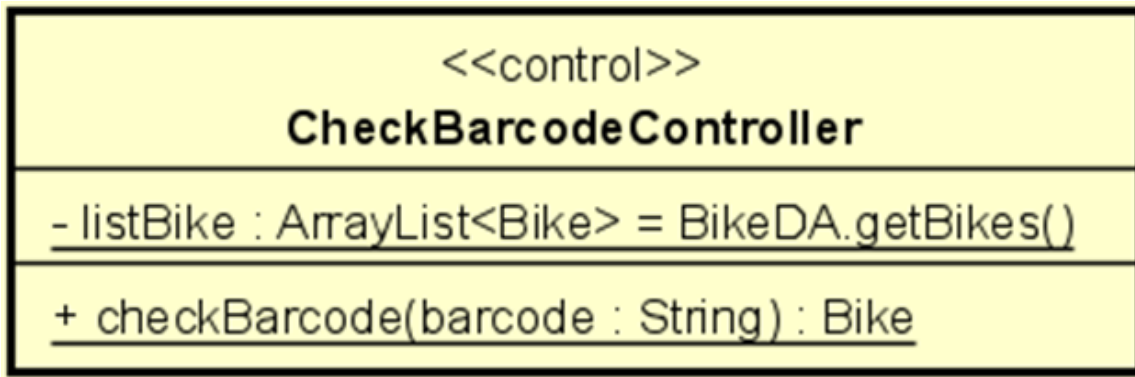 <<control>>
CheckBarcodeController
- listBike : ArrayList<Bike> = BikeDA.getBikes()
+ checkBarcode(barcode : String) : Bike